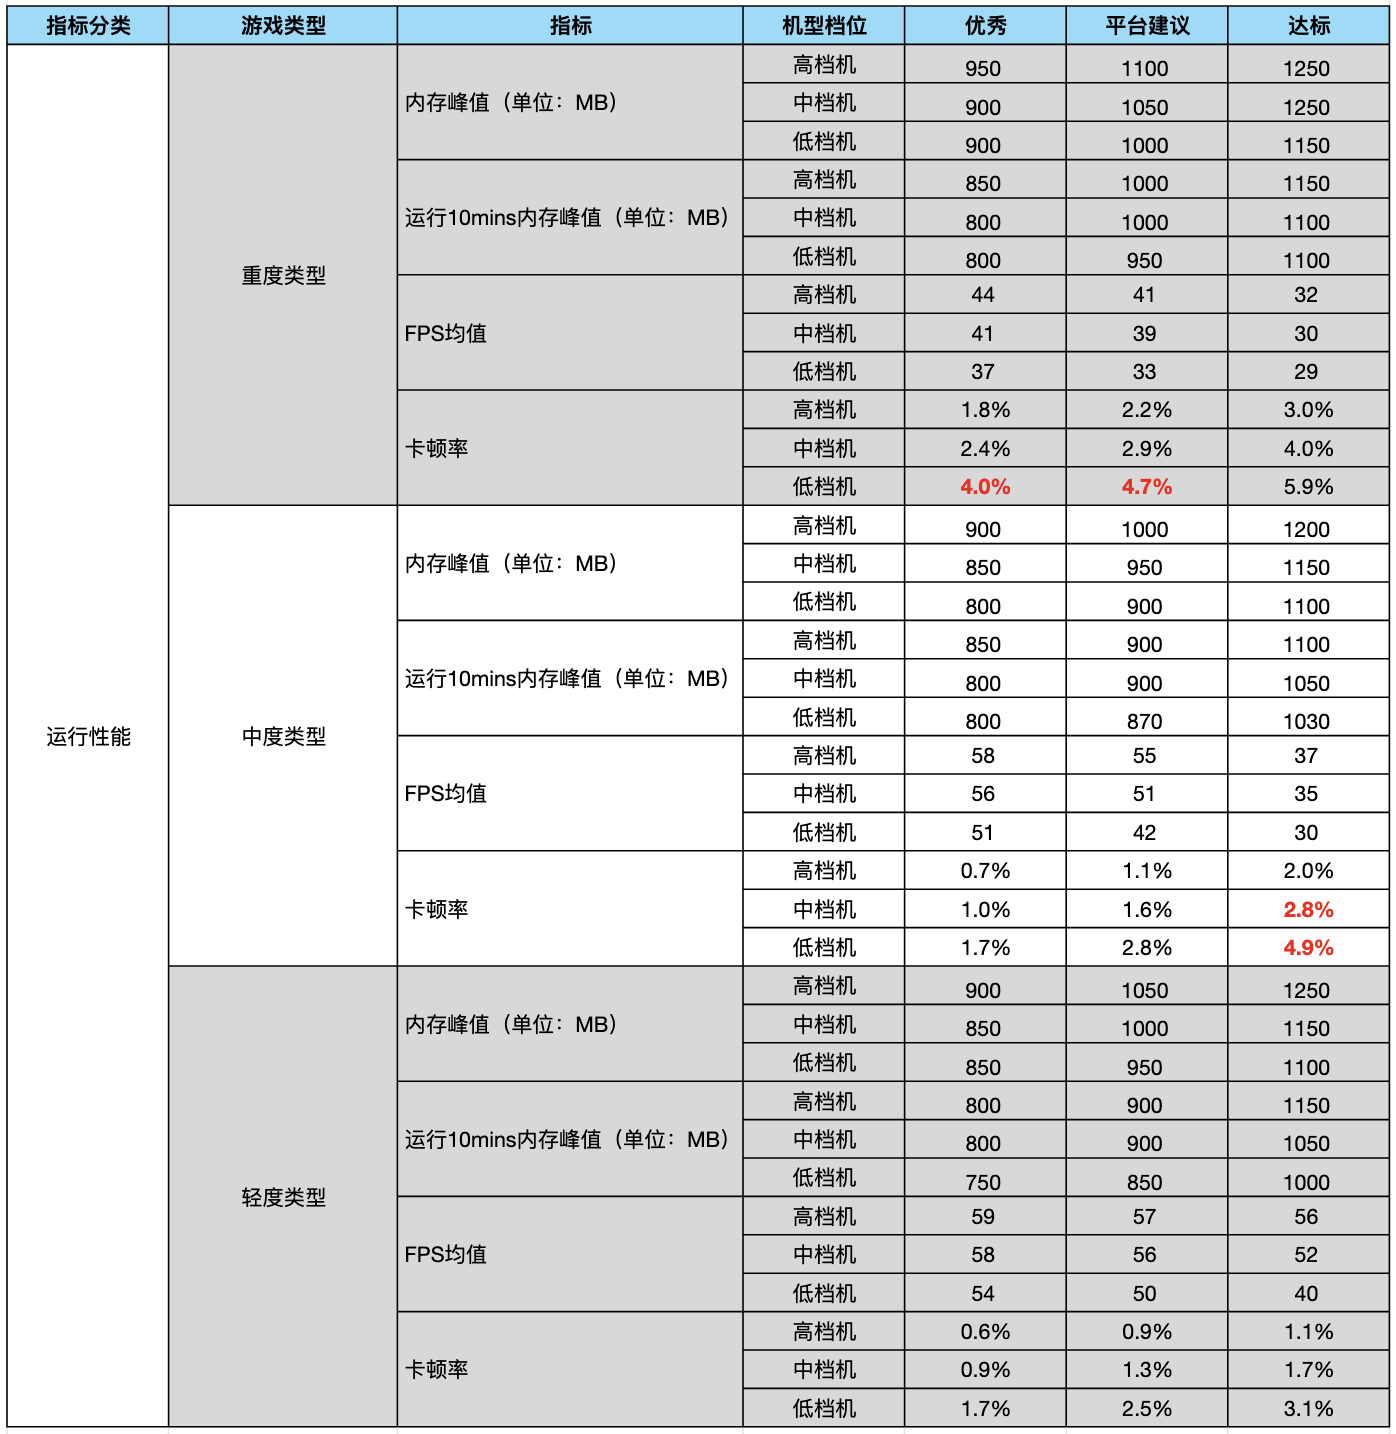 指标分类 游戏类型 指标 机型档位 优秀 平台建议 达标
运行性能 重度类型 内存峰值（单位：MB） 高档机 950 1100 1250
中档机 900 1050 1250
低档机 900 1000 1150
运行10mins内存峰值（单位：MB） 高档机 850 1000 1150
中档机 800 1000 1100
低档机 800 950 1100
FPS均值 高档机 44 41 32
中档机 41 39 30
低档机 37 33 29
卡顿率 高档机 1.8% 2.2% 3.0%
中档机 2.4% 2.9% 4.0%
低档机 4.0% 4.7% 5.9%
中度类型 内存峰值（单位：MB） 高档机 900 1000 1200
中档机 850 950 1150
低档机 800 900 1100
运行10mins内存峰值（单位：MB） 高档机 850 900 1100
中档机 800 900 1050
低档机 800 870 1030
FPS均值 高档机 58 55 37
中档机 56 51 35
低档机 51 42 30
卡顿率 高档机 0.7% 1.1% 2.0%
中档机 1.0% 1.6% 2.8%
低档机 1.7% 2.8% 4.9%
轻度类型 内存峰值（单位：MB） 高档机 900 1050 1250
中档机 850 1000 1150
低档机 850 950 1100
运行10mins内存峰值（单位：MB） 高档机 800 900 1150
中档机 800 900 1050
低档机 750 850 1000
FPS均值 高档机 59 57 56
中档机 58 56 52
低档机 54 50 40
卡顿率 高档机 0.6% 0.9% 1.1%
中档机 0.9% 1.3% 1.7%
低档机 1.7% 2.5% 3.1%